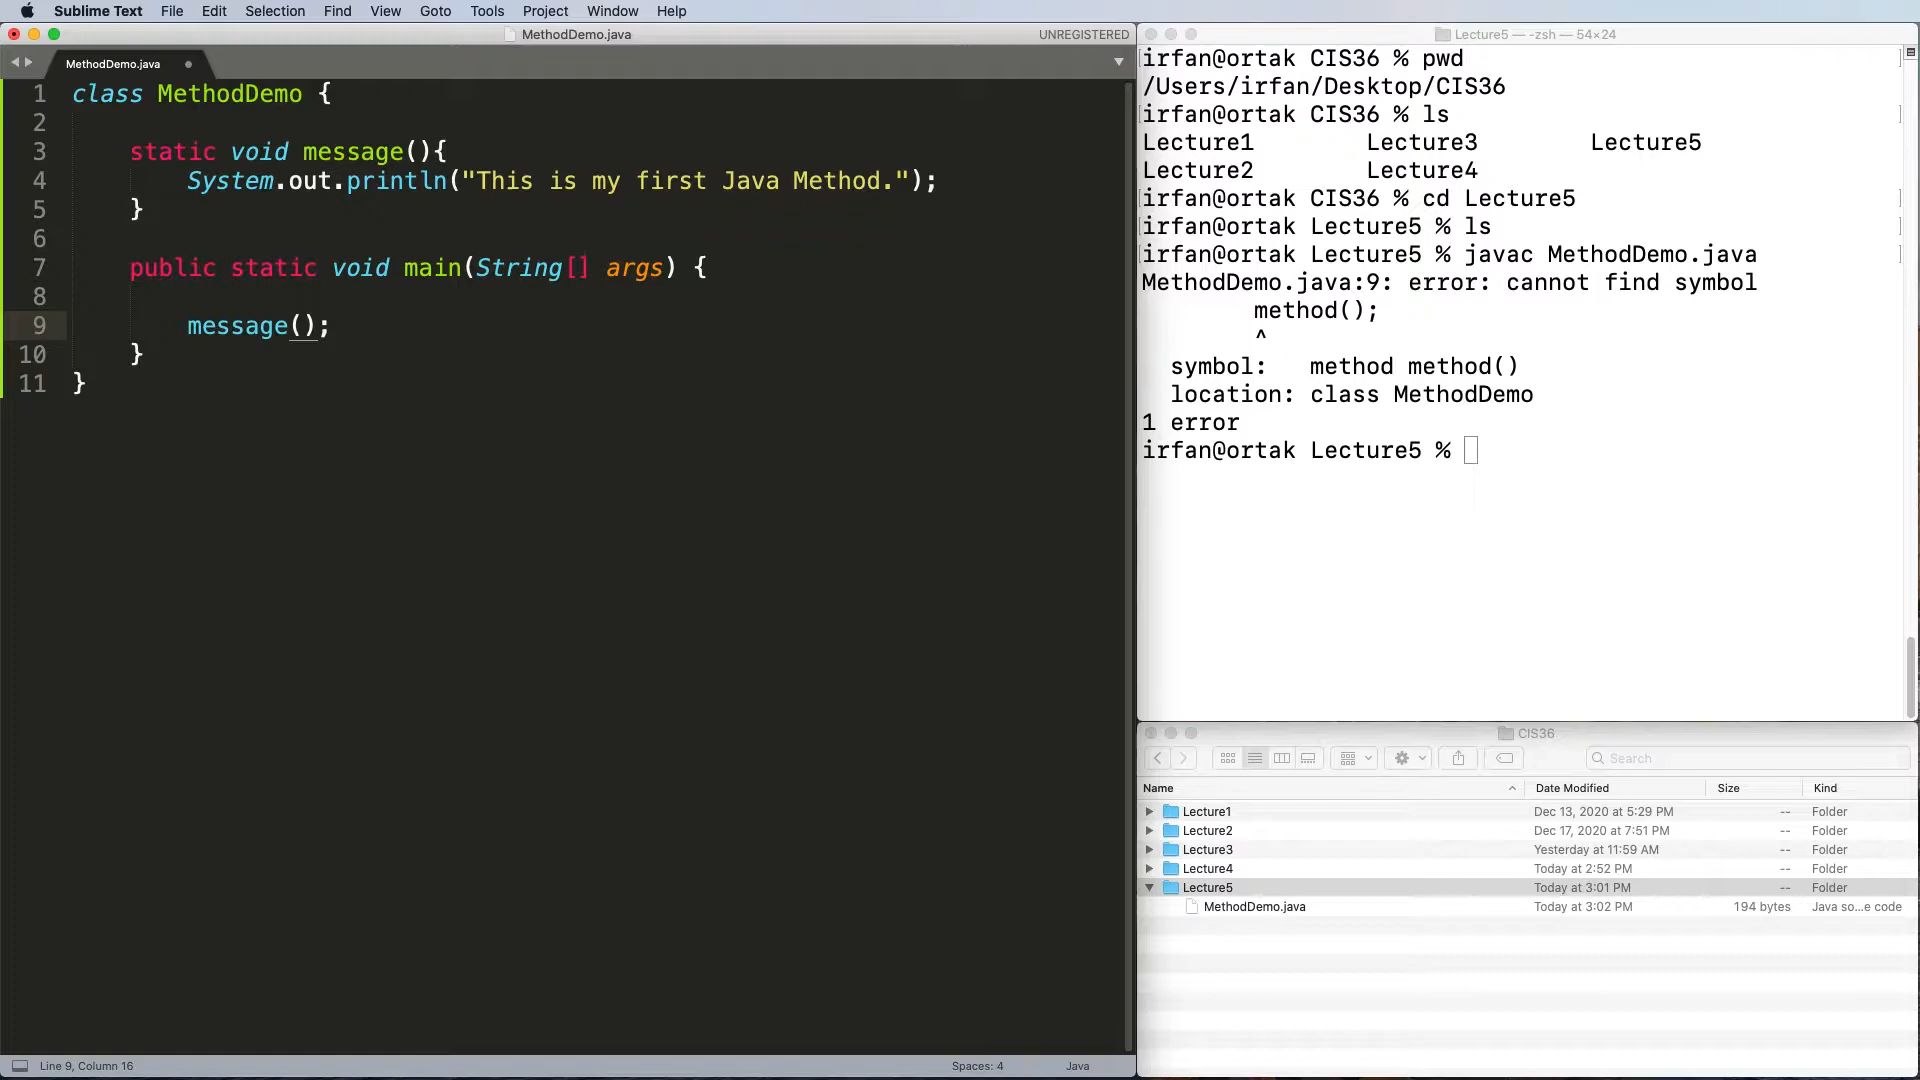 Sublime Text File Edit Selection Find View Goto Tools Project Window Help
MethodDemo.java UNREGISTERED
MethodDemo.java
1 class MethodDemo {
2
3 static void message(){
4 System.out.println("This is my first Java Method.");
5 }
6
7 public static void main(String[] args) {
8
9 message();
10 }
11 }
Line 9, Column 16 Spaces: 4 Java
Lecture5 — -zsh — 54×24
irfan@ortak CIS36 % pwd
/Users/irfan/Desktop/CIS36
irfan@ortak CIS36 % ls
Lecture1 Lecture3 Lecture5
Lecture2 Lecture4
irfan@ortak CIS36 % cd Lecture5
irfan@ortak Lecture5 % ls
irfan@ortak Lecture5 % javac MethodDemo.java
MethodDemo.java:9: error: cannot find symbol
method();
^
symbol: method method()
location: class MethodDemo
1 error
irfan@ortak Lecture5 %
CIS36
Search
Name Date Modified Size Kind
Lecture1 Dec 13, 2020 at 5:29 PM -- Folder
Lecture2 Dec 17, 2020 at 7:51 PM -- Folder
Lecture3 Yesterday at 11:59 AM -- Folder
Lecture4 Today at 2:52 PM -- Folder
Lecture5 Today at 3:01 PM -- Folder
MethodDemo.java Today at 3:02 PM 194 bytes Java so...e code